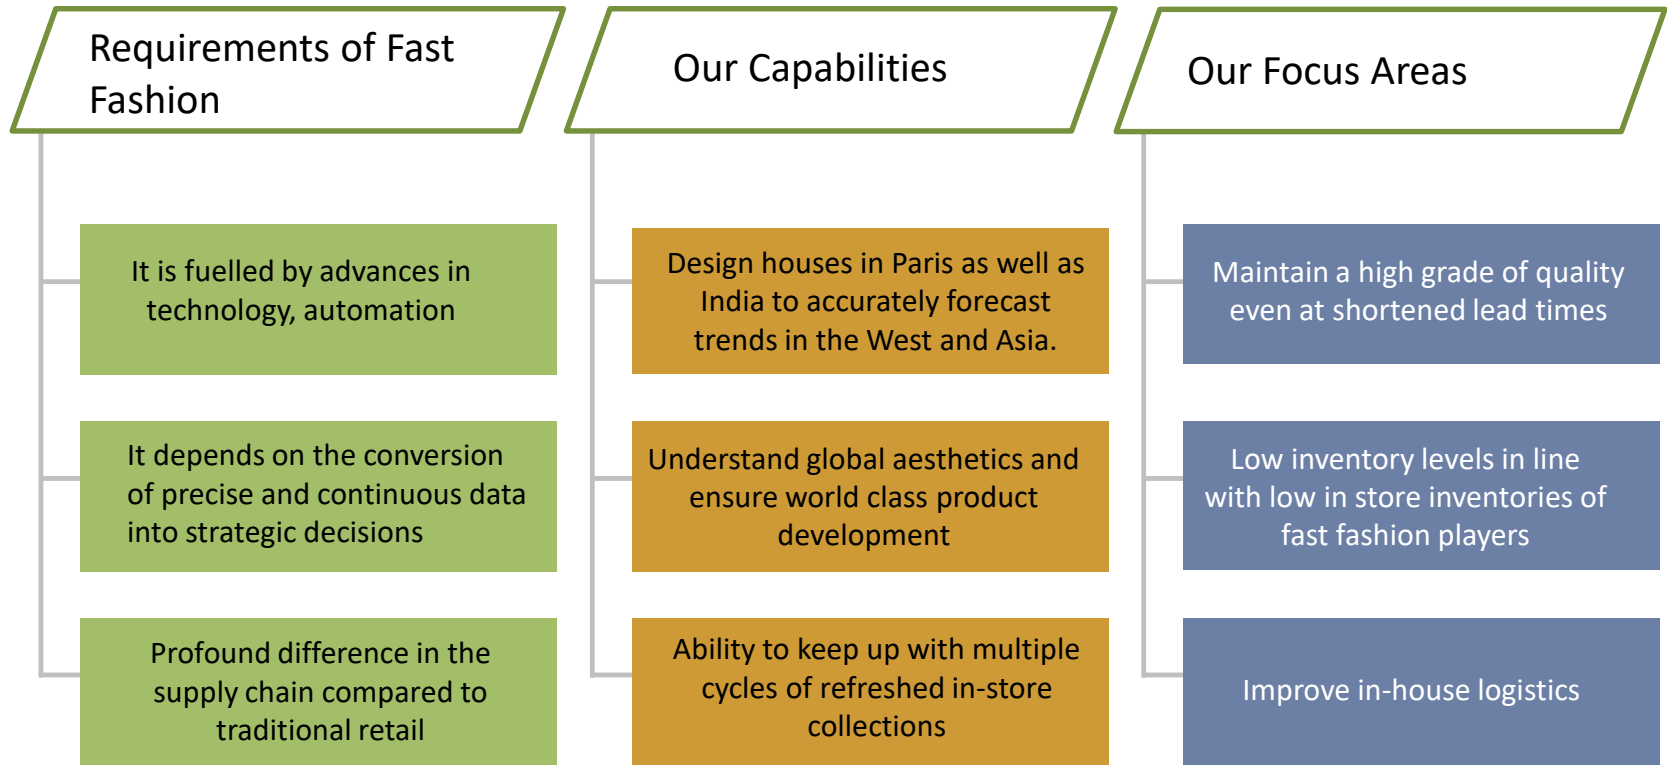 Requirements of Fast
Fashion
It is fuelled by advances in
technology, automation
It depends on the conversion
of precise and continuous data
into strategic decisions
Profound difference in the
supply chain compared to
traditional retail
Our Capabilities
Design houses in Paris as well as
India to accurately forecast
trends in the West and Asia.
Understand global aesthetics and
ensure world class product
development
Ability to keep up with multiple
cycles of refreshed in-store
collections
Our Focus Areas
Maintain a high grade of quality
even at shortened lead times
Low inventory levels in line
with low in store inventories of
fast fashion players
Improve in-house logistics